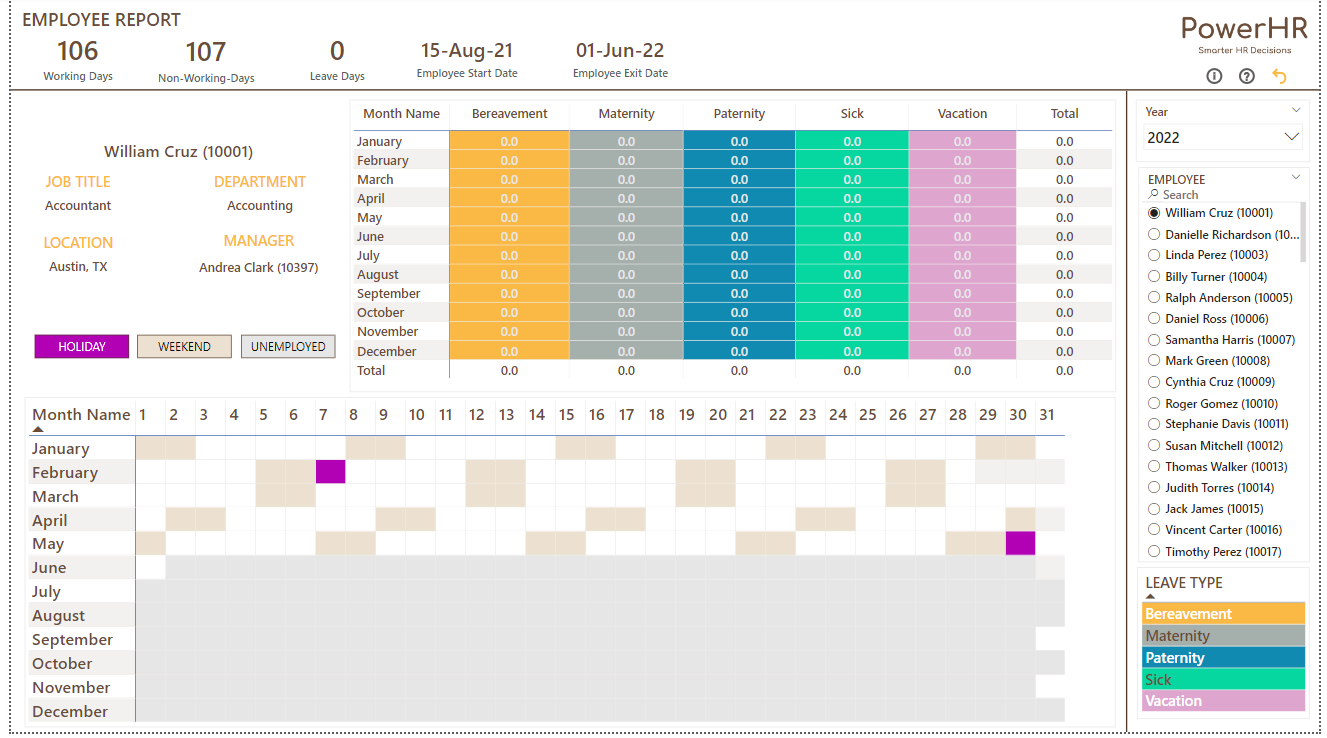 EMPLOYEE REPORT
106 107 0 15-Aug-21 01-Jun-22
Working Days Non-Working-Days Leave Days Employee Start Date Employee Exit Date
PowerHR
Smarter HR Decisions
William Cruz (10001)
JOB TITLE DEPARTMENT
Accountant Accounting
LOCATION MANAGER
Austin, TX Andrea Clark (10397)
HOLIDAY WEEKEND UNEMPLOYED
Month Name Bereavement Maternity Paternity Sick Vacation Total
January 0.0 0.0 0.0 0.0 0.0 0.0
February 0.0 0.0 0.0 0.0 0.0 0.0
March 0.0 0.0 0.0 0.0 0.0 0.0
April 0.0 0.0 0.0 0.0 0.0 0.0
May 0.0 0.0 0.0 0.0 0.0 0.0
June 0.0 0.0 0.0 0.0 0.0 0.0
July 0.0 0.0 0.0 0.0 0.0 0.0
August 0.0 0.0 0.0 0.0 0.0 0.0
September 0.0 0.0 0.0 0.0 0.0 0.0
October 0.0 0.0 0.0 0.0 0.0 0.0
November 0.0 0.0 0.0 0.0 0.0 0.0
December 0.0 0.0 0.0 0.0 0.0 0.0
Total 0.0 0.0 0.0 0.0 0.0 0.0
Month Name 1 2 3 4 5 6 7 8 9 10 11 12 13 14 15 16 17 18 19 20 21 22 23 24 25 26 27 28 29 30 31
January
February
March
April
May
June
July
August
September
October
November
December
Year
2022
EMPLOYEE
Search
William Cruz (10001)
Danielle Richardson (10...
Linda Perez (10003)
Billy Turner (10004)
Ralph Anderson (10005)
Daniel Ross (10006)
Samantha Harris (10007)
Mark Green (10008)
Cynthia Cruz (10009)
Roger Gomez (10010)
Stephanie Davis (10011)
Susan Mitchell (10012)
Thomas Walker (10013)
Judith Torres (10014)
Jack James (10015)
Vincent Carter (10016)
Timothy Perez (10017)
LEAVE TYPE
Bereavement
Maternity
Paternity
Sick
Vacation